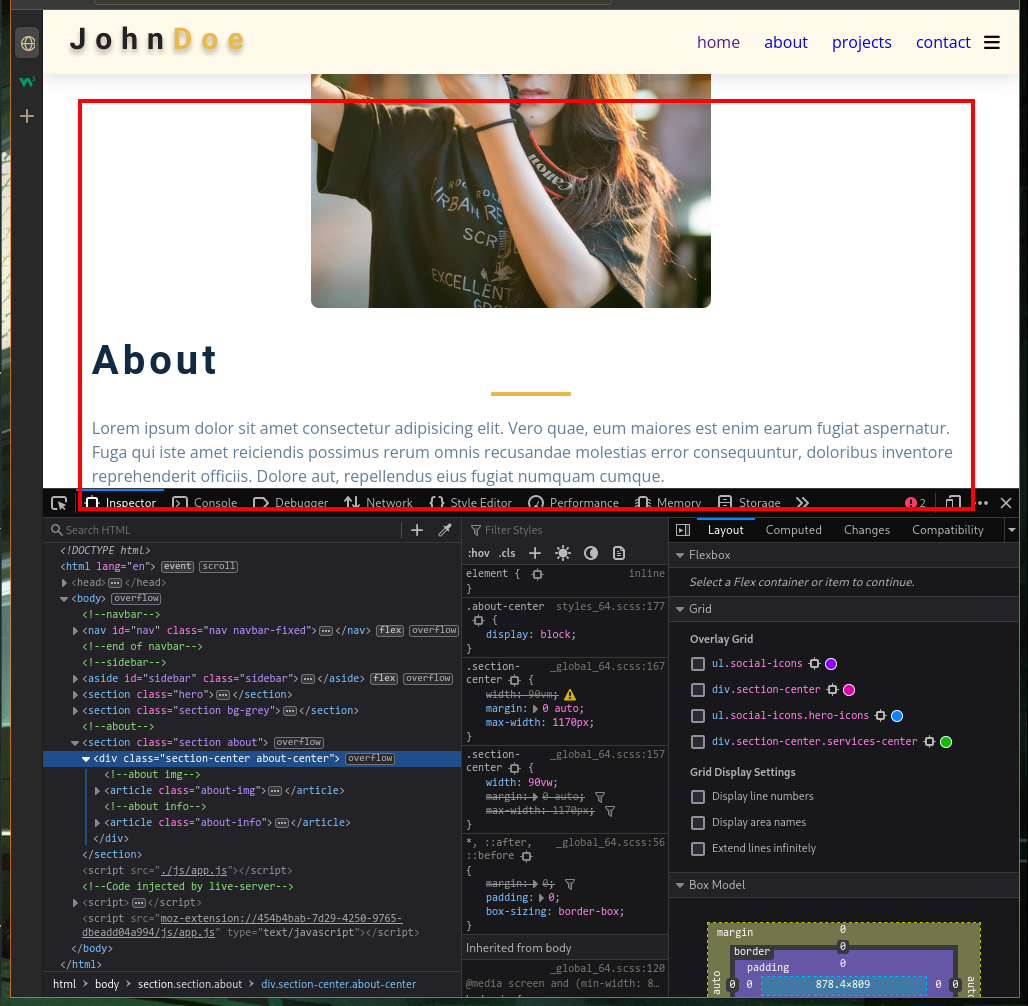 JohnDoe
home about projects contact
Canon
ROCK ROLL
URBAN RE
SCR
EXCELLENT
GRO
About
Lorem ipsum dolor sit amet consectetur adipisicing elit. Vero quae, eum maiores est enim earum fugiat aspernatur.
Fuga qui iste amet reiciendis possimus rerum omnis recusandae molestias error consequuntur, doloribus inventore
reprehenderit officiis. Dolore aut, repellendus eius fugiat numquam cumque.
Inspector Console Debugger Network {} Style Editor Performance Memory Storage 2
Search HTML
<!DOCTYPE html>
<html lang="en"> event scroll
<head> </head>
<body> overflow
<!--navbar-->
<nav id="nav" class="nav navbar-fixed"> </nav> flex overflow
<!--end of navbar-->
<!--sidebar-->
<aside id="sidebar" class="sidebar"> </aside> flex overflow
<section class="hero"> </section>
<section class="section bg-grey"> </section>
<!--about-->
<section class="section about"> overflow
<div class="section-center about-center"> overflow
<!--about img-->
<article class="about-img"> </article>
<!--about info-->
<article class="about-info"> </article>
</div>
</section>
<script src="./js/app.js"></script>
<!--Code injected by live-server-->
<script> </script>
<script src="moz-extension://454b4bab-7d29-4250-9765-
dbeadd04a994/js/app.js" type="text/javascript"></script>
</body>
</html>
html > body > section.section.about > div.section-center.about-center
Filter Styles
:hov .cls +
element { inline
}
.about-center styles_64.scss:177
{
display: block;
}
.section- _global_64.scss:167
center {
width: 90vm;
margin: 0 auto;
max-width: 1170px;
}
.section- _global_64.scss:157
center {
width: 90vw;
margin: 0 auto;
max-width: 1170px;
}
*, ::after, _global_64.scss:56
::before
{
margin: 0;
padding: 0;
box-sizing: border-box;
}
Inherited from body
_global_64.scss:120
@media screen and (min-width: 8…
Layout Computed Changes Compatibility
Flexbox
Select a Flex container or item to continue.
Grid
Overlay Grid
ul.social-icons
div.section-center
ul.social-icons.hero-icons
div.section-center.services-center
Grid Display Settings
Display line numbers
Display area names
Extend lines infinitely
Box Model
margin 0
border 0
padding 0
auto 0 0 878.4×809 0 0 auto